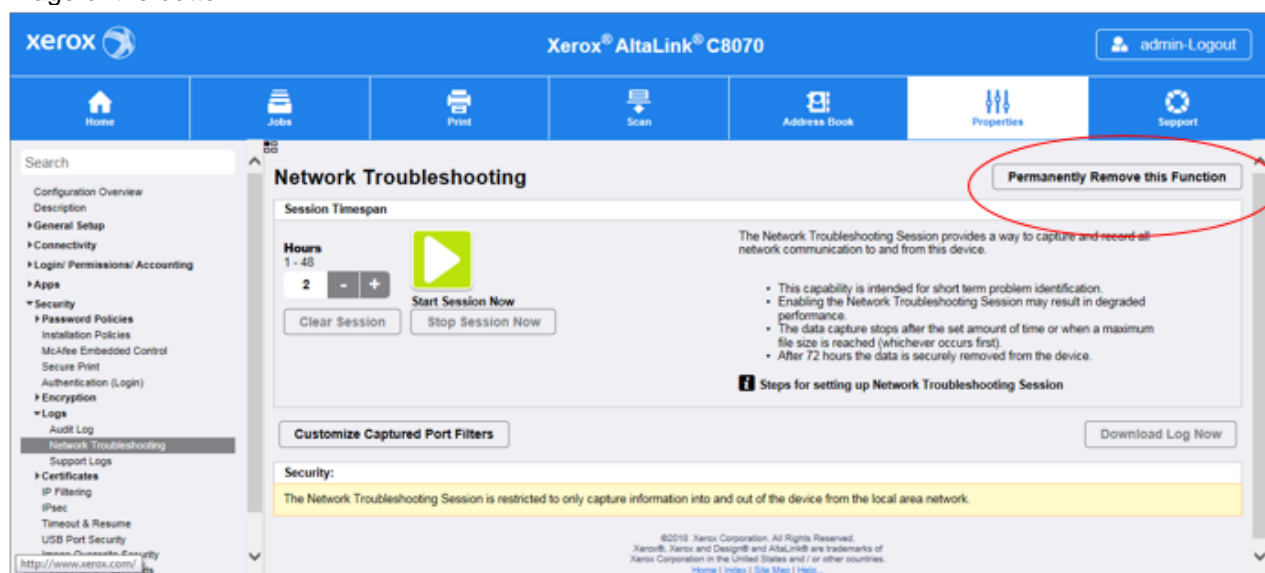 xerox
Xerox® AltaLink® C8070
admin-Logout
Home
Jobs
Print
Scan
Address Book
Properties
Support
Search
Configuration Overview
Description
General Setup
Connectivity
Login/ Permissions/ Accounting
Apps
Security
Password Policies
Installation Policies
McAfee Embedded Control
Secure Print
Authentication (Login)
Encryption
Logs
Audit Log
Network Troubleshooting
Support Logs
Certificates
IP Filtering
IPsec
Timeout & Resume
USB Port Security
http://www.xerox.com/
Network Troubleshooting
Permanently Remove this Function
Session Timespan
Hours
1 - 48
2 - +
Start Session Now
Clear Session
Stop Session Now
The Network Troubleshooting Session provides a way to capture and record all
network communication to and from this device.
• This capability is intended for short term problem identification.
• Enabling the Network Troubleshooting Session may result in degraded
performance.
• The data capture stops after the set amount of time or when a maximum
file size is reached (whichever occurs first).
• After 72 hours the data is securely removed from the device.
Steps for setting up Network Troubleshooting Session
Customize Captured Port Filters
Download Log Now
Security:
The Network Troubleshooting Session is restricted to only capture information into and out of the device from the local area network.
©2018 Xerox Corporation. All Rights Reserved.
Xerox®, Xerox and Design® and AltaLink® are trademarks of
Xerox Corporation in the United States and / or other countries.
Home | Index | Site Map | Help...